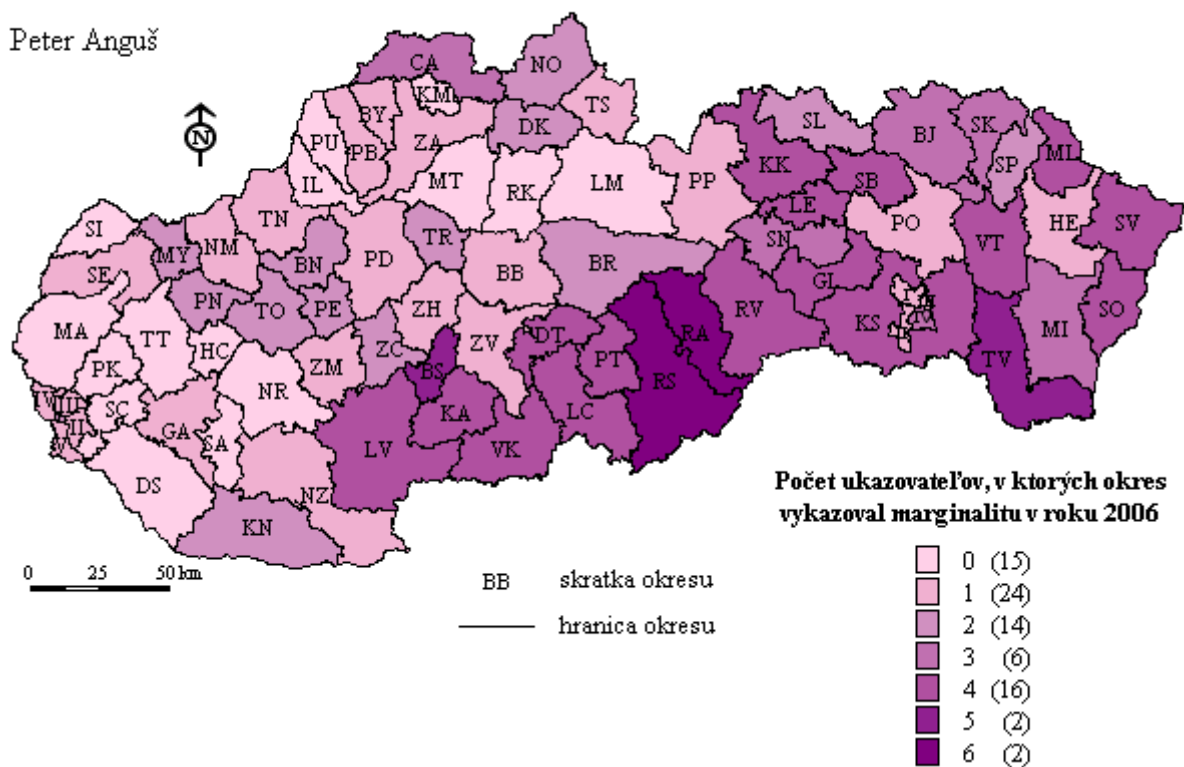 Peter Anguš
CA
NO
KM
TS
BY
DK
PU
PB
ZA
IL
MT
RK
LM
PP
KK
SL
BJ
SK
SP
ML
SB
LE
PO
HE
SV
VT
SI
MY
NM
TN
BN
PD
TR
BB
BR
SN
GL
SE
PN
TO
PE
ZH
RV
KS
MI
SO
MA
TT
HC
ZM
ZC
ZV
DT
PT
RA
RS
TV
PK
NR
BS
KA
LC
SC
GA
SA
LV
VK
DS
NZ
KN
Počet ukazovateľov, v ktorých okres
vykazoval marginalitu v roku 2006
0 (15)
1 (24)
2 (14)
3 (6)
4 (16)
5 (2)
6 (2)
0 25 50 km
BB skratka okresu
hranica okresu
N